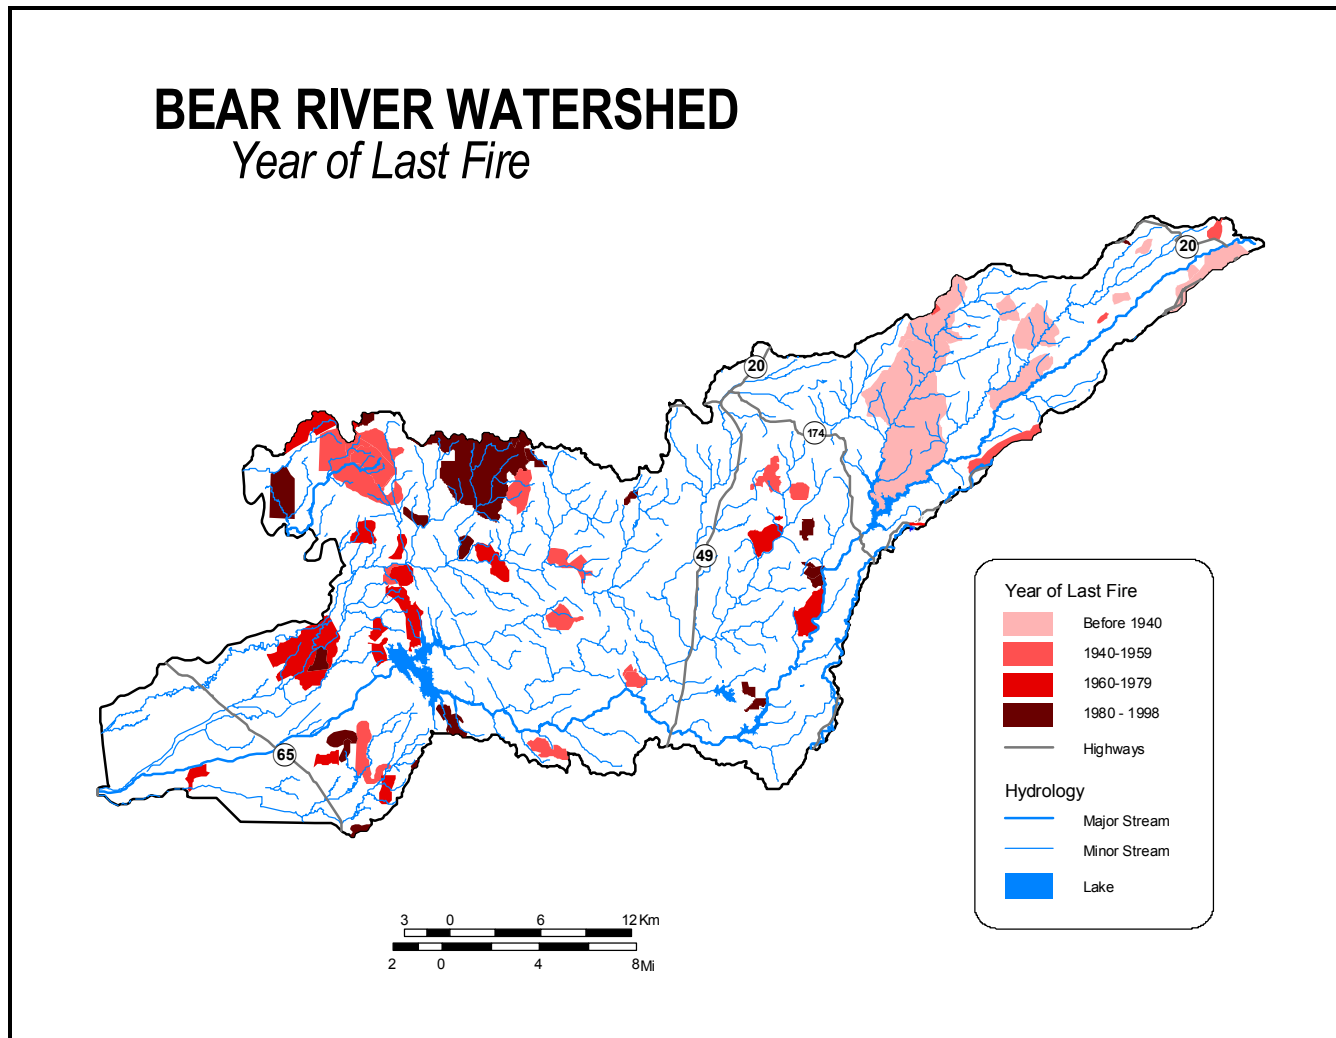 BEAR RIVER WATERSHED
Year of Last Fire
20
20
174
49
65
Year of Last Fire
Before 1940
1940-1959
1960-1979
1980 - 1998
Highways
Hydrology
Major Stream
Minor Stream
Lake
3 0 6 12 Km
2 0 4 8 Mi